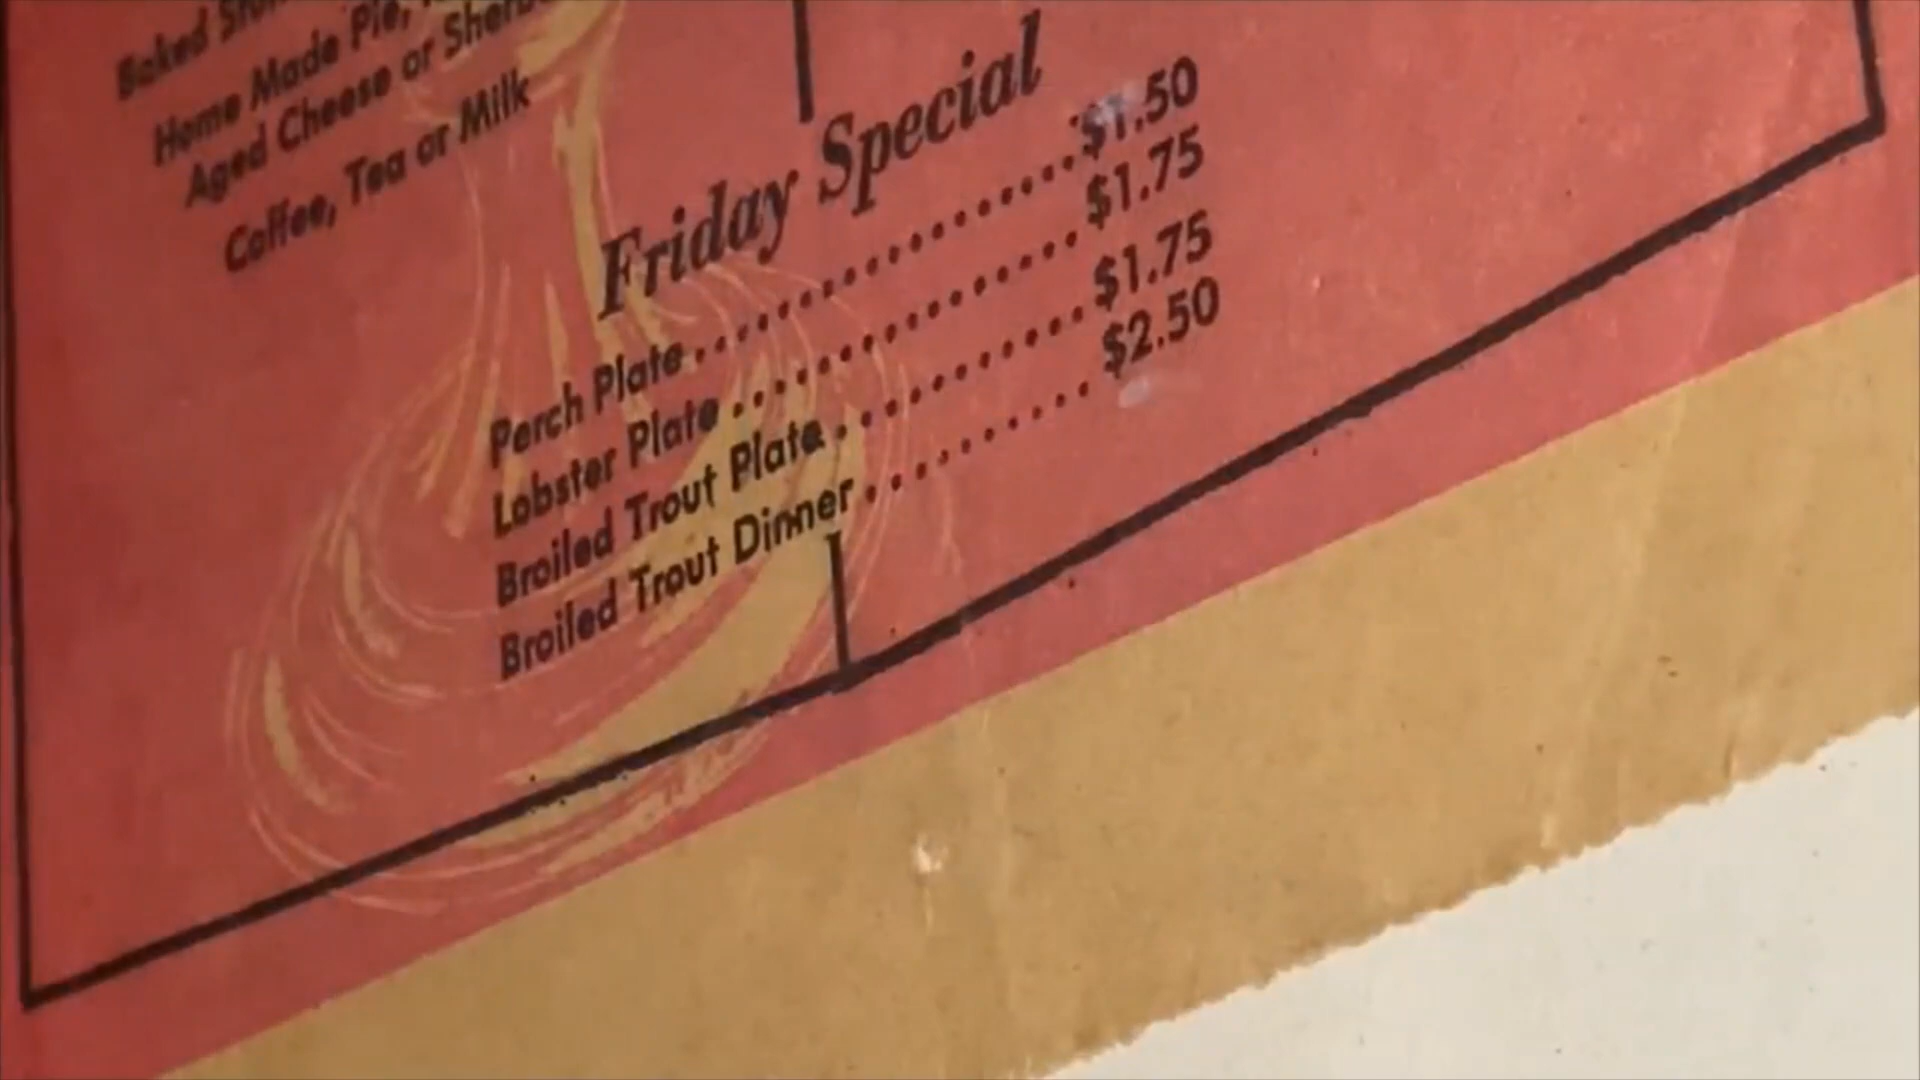 Baked
Home Made Pie,
Aged Cheese or
Coffee, Tea or Milk
Friday Special
Perch Plate....................$1.50
Lobster Plate..................$1.75
Broiled Trout Plate............$1.75
Broiled Trout Dinner...........$2.50